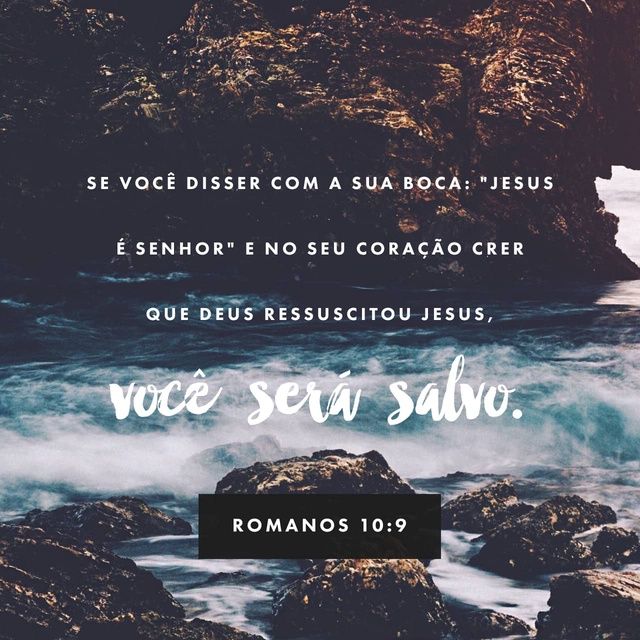 SE VOCÊ DISSER COM A SUA BOCA: "JESUS
É SENHOR" E NO SEU CORAÇÃO CRER
QUE DEUS RESSUSCITOU JESUS,
você será salvo.
ROMANOS 10:9